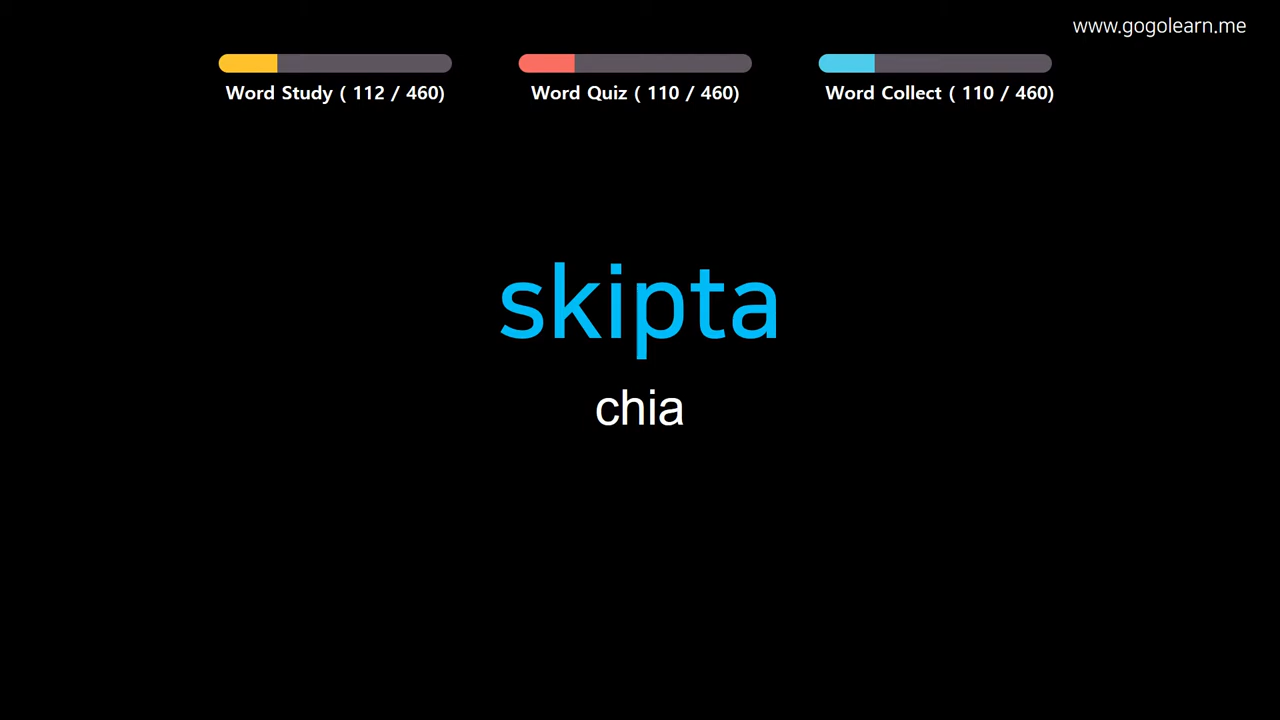 www.gogolearn.me
Word Study ( 112 / 460)
Word Quiz ( 110 / 460)
Word Collect ( 110 / 460)
skipta
chia